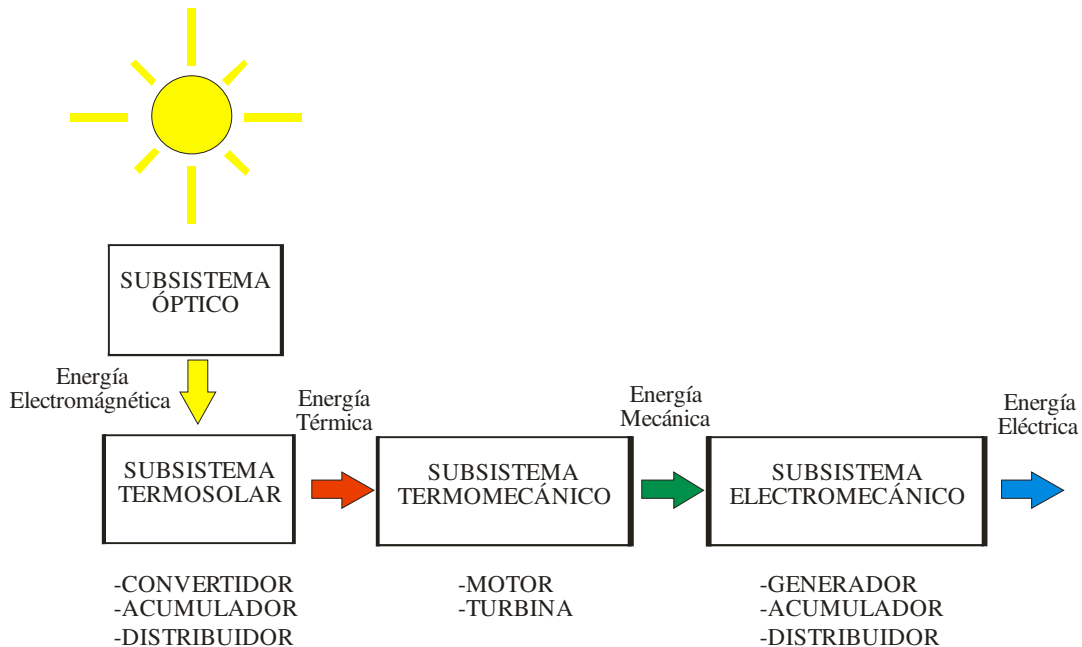 SUBSISTEMA
ÓPTICO
Energía
Electromágnética
SUBSISTEMA
TERMOSOLAR
-CONVERTIDOR
-ACUMULADOR
-DISTRIBUIDOR
Energía
Térmica
SUBSISTEMA
TERMOMECÁNICO
-MOTOR
-TURBINA
Energía
Mecánica
SUBSISTEMA
ELECTROMECÁNICO
-GENERADOR
-ACUMULADOR
-DISTRIBUIDOR
Energía
Eléctrica